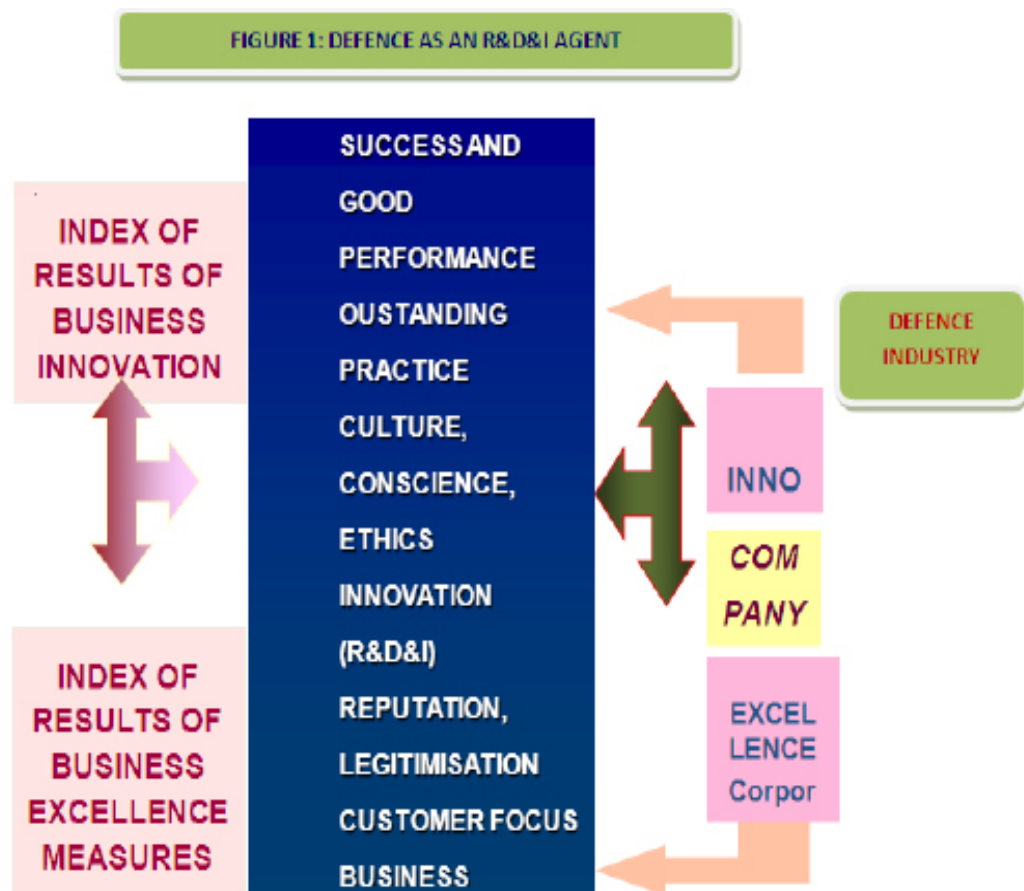 FIGURE 1: DEFENCE AS AN R&D&I AGENT
INDEX OF
RESULTS OF
BUSINESS
INNOVATION
INDEX OF
RESULTS OF
BUSINESS
EXCELLENCE
MEASURES
SUCCESS AND
GOOD
PERFORMANCE
OUSTANDING
PRACTICE
CULTURE,
CONSCIENCE,
ETHICS
INNOVATION
(R&D&I)
REPUTATION,
LEGITIMISATION
CUSTOMER FOCUS
BUSINESS
DEFENCE
INDUSTRY
INNO
COM
PANY
EXCEL
LENCE
Corpor